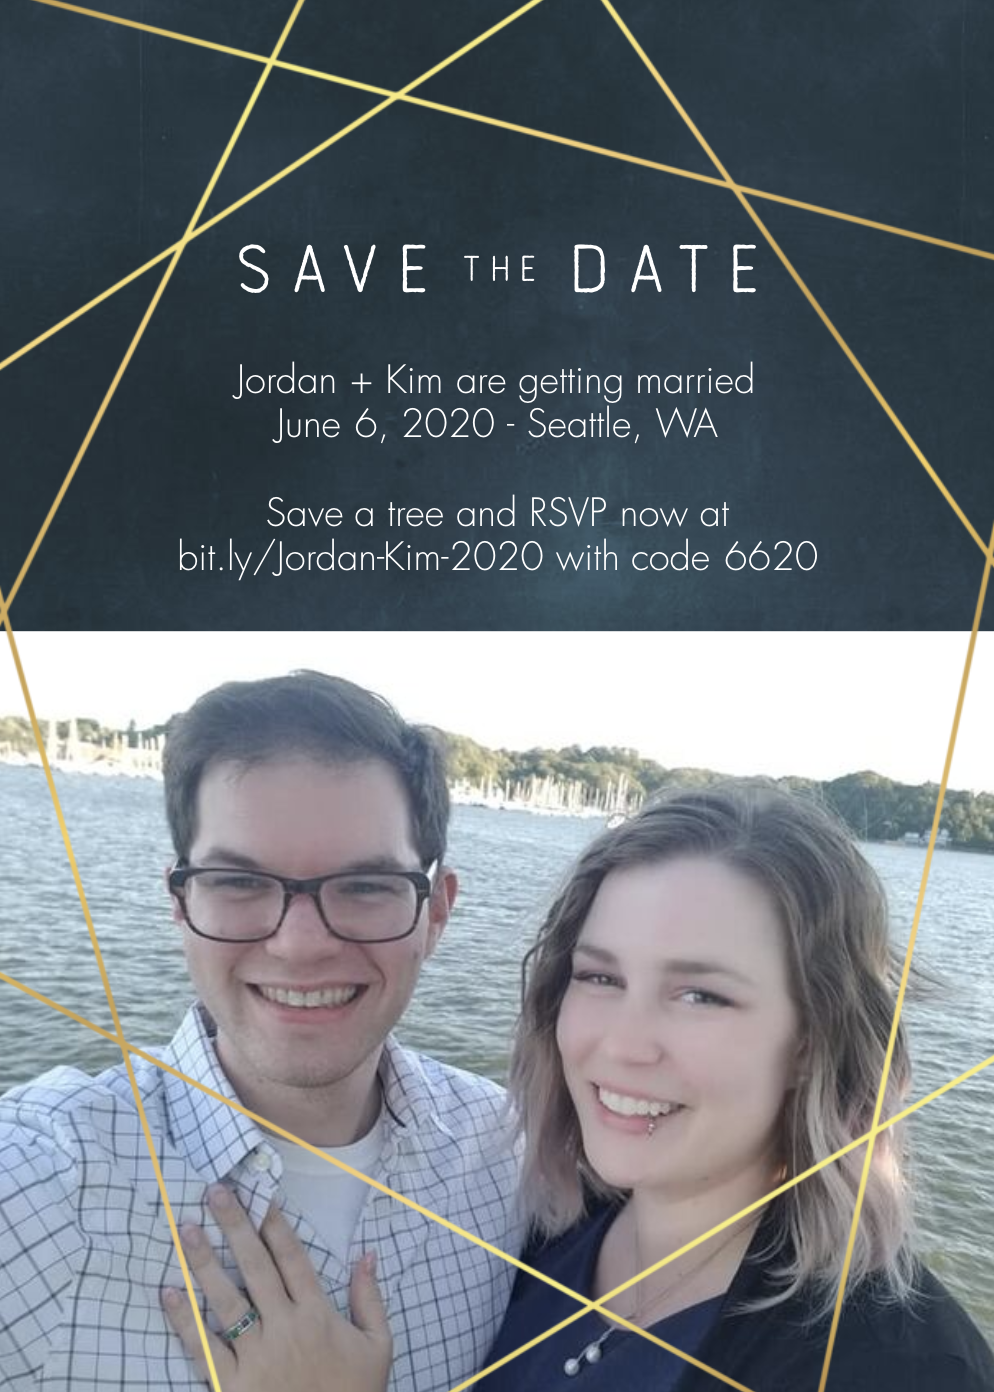 SAVE THE DATE
Jordan + Kim are getting married
June 6, 2020 - Seattle, WA
Save a tree and RSVP now at
bit.ly/Jordan-Kim-2020 with code 6620